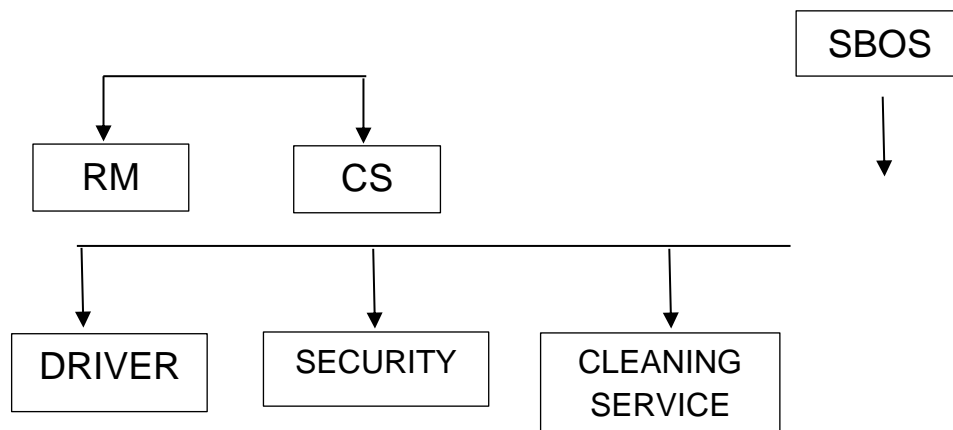 SBOS
RM
CS
DRIVER
SECURITY
CLEANING
SERVICE